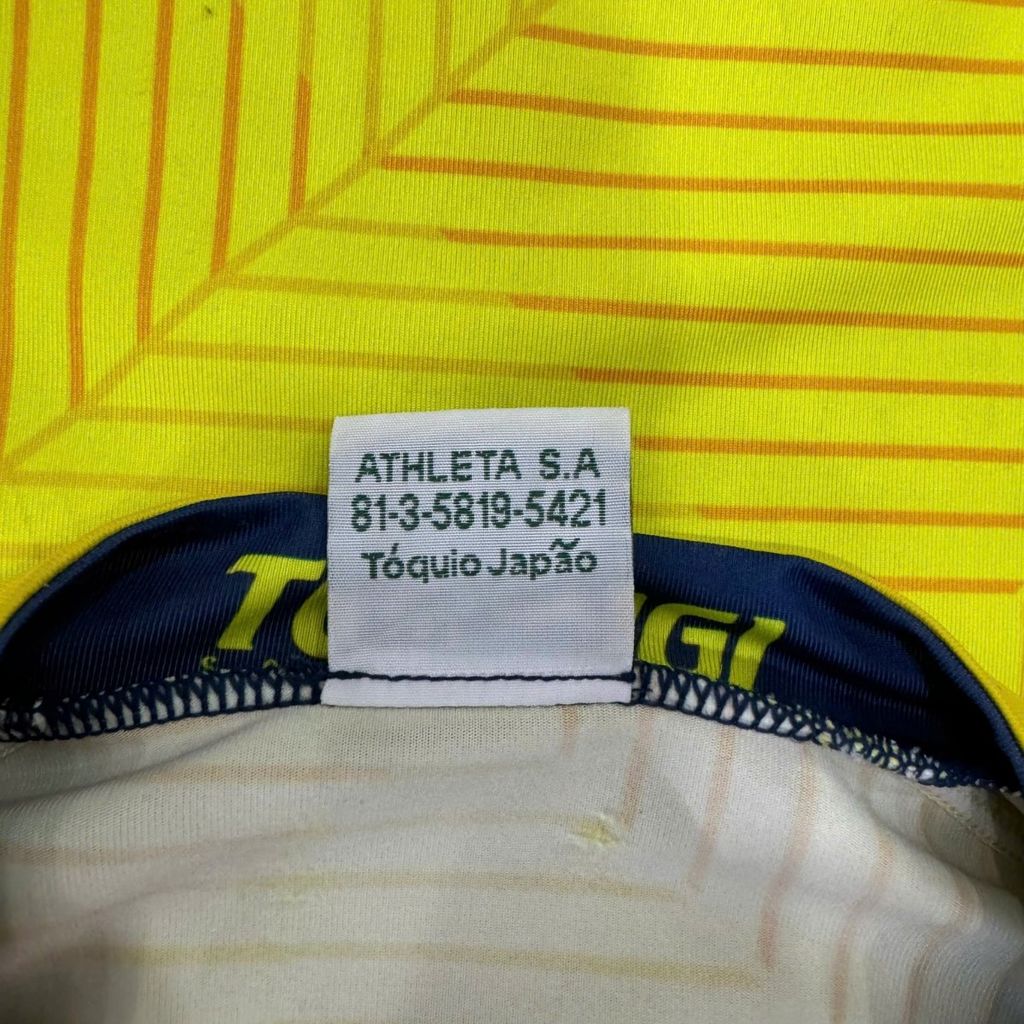 ATHLETA S.A
81-3-5819-5421
Tóquio Japão